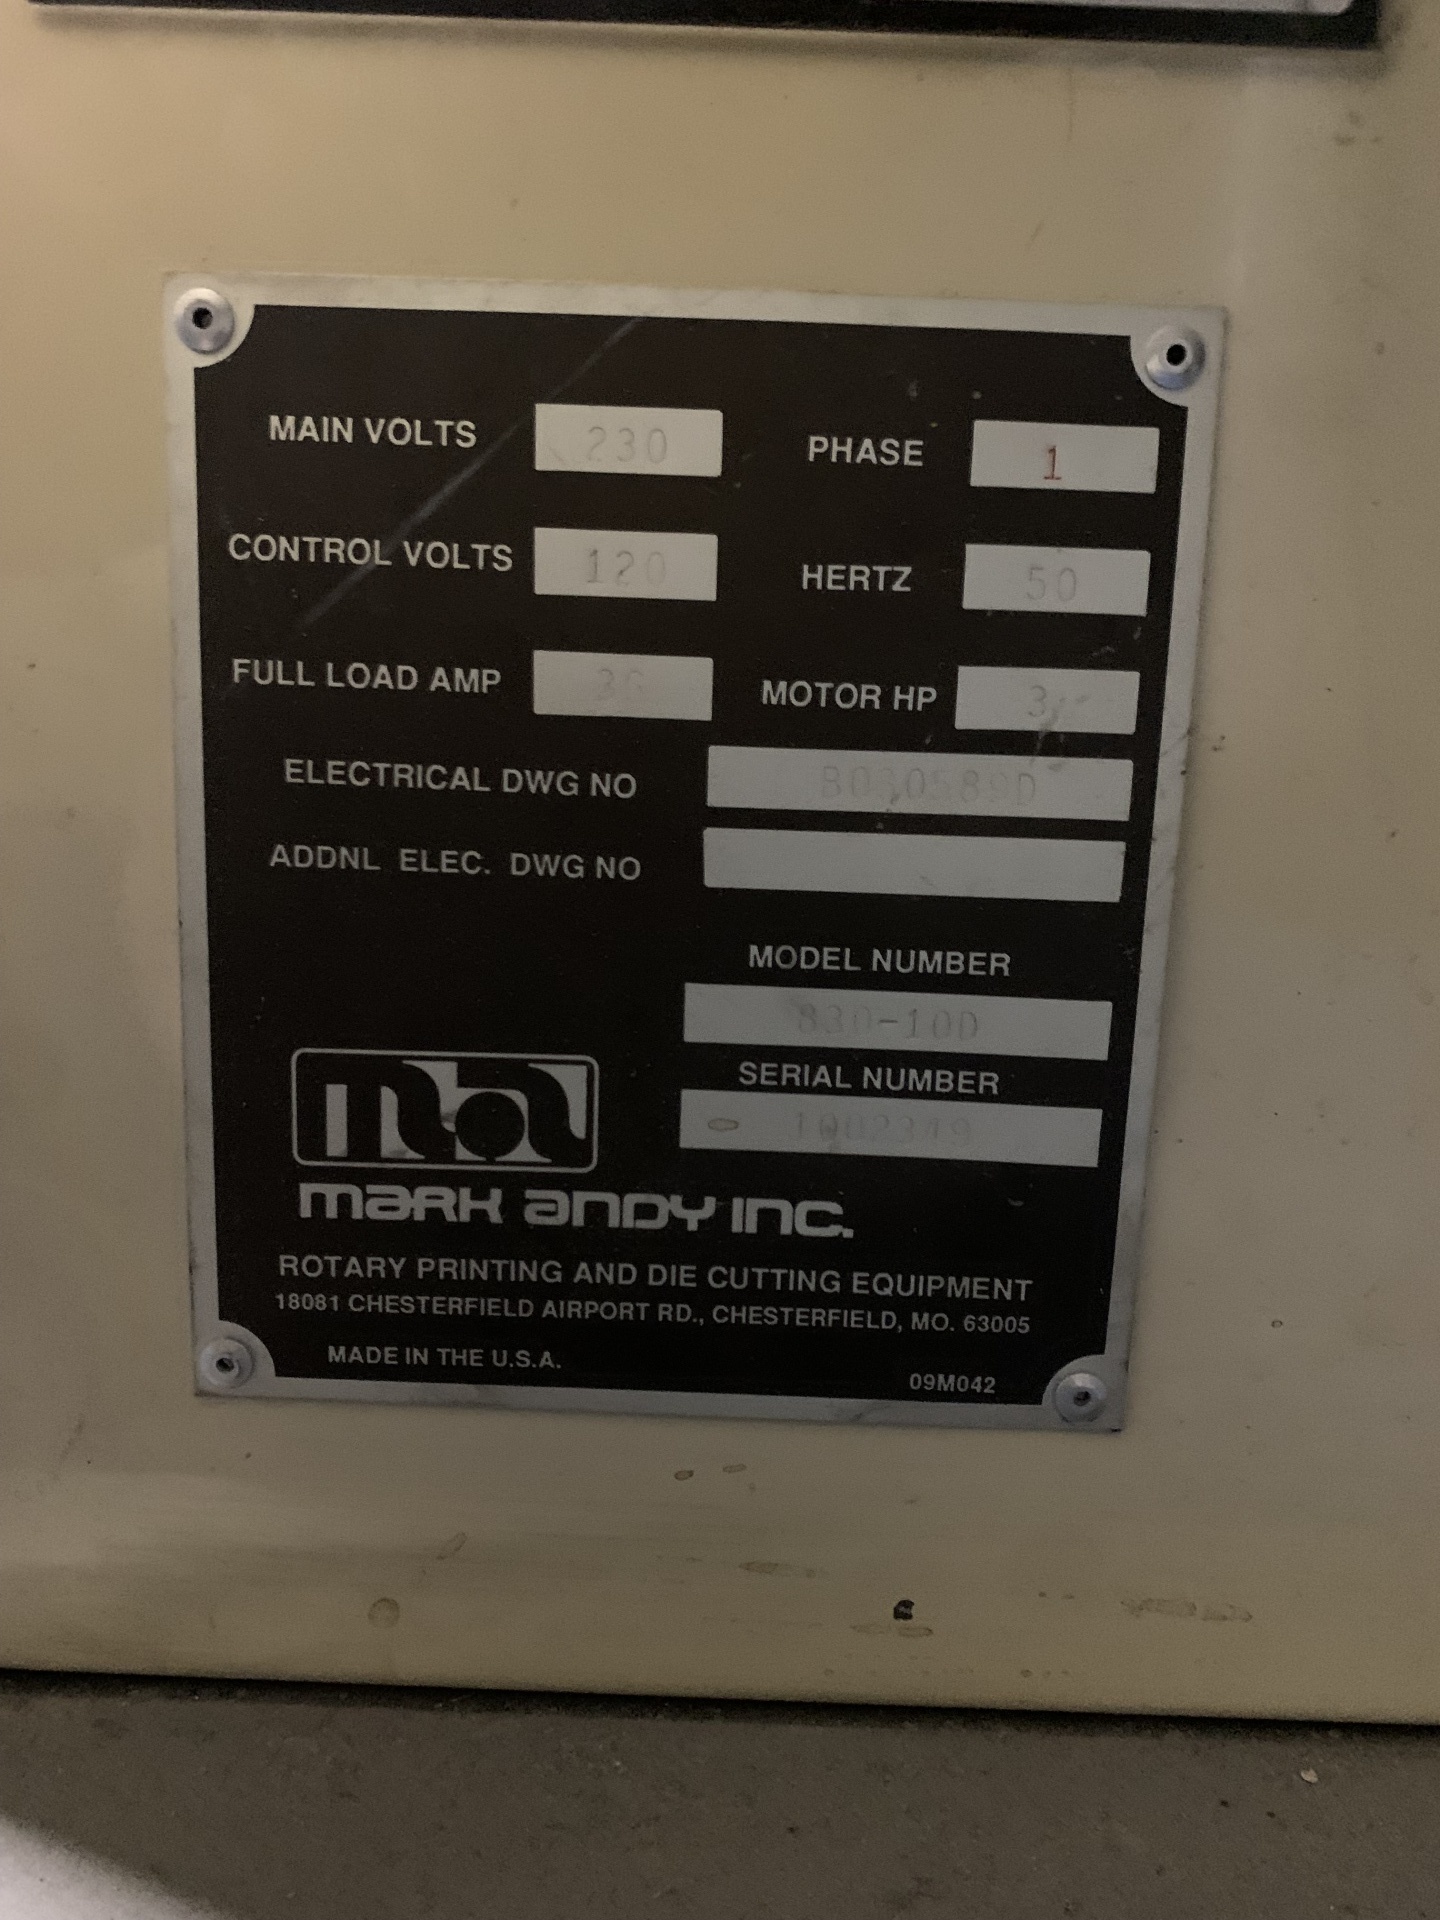 MAIN VOLTS 230 PHASE 1
CONTROL VOLTS 120 HERTZ 50
FULL LOAD AMP MOTOR HP 3
ELECTRICAL DWG NO
ADDNL ELEC. DWG NO
MODEL NUMBER
830-10D
SERIAL NUMBER
1002349
MARK ANDY INC.
ROTARY PRINTING AND DIE CUTTING EQUIPMENT
18081 CHESTERFIELD AIRPORT RD., CHESTERFIELD, MO. 63005
MADE IN THE U.S.A.
09M042